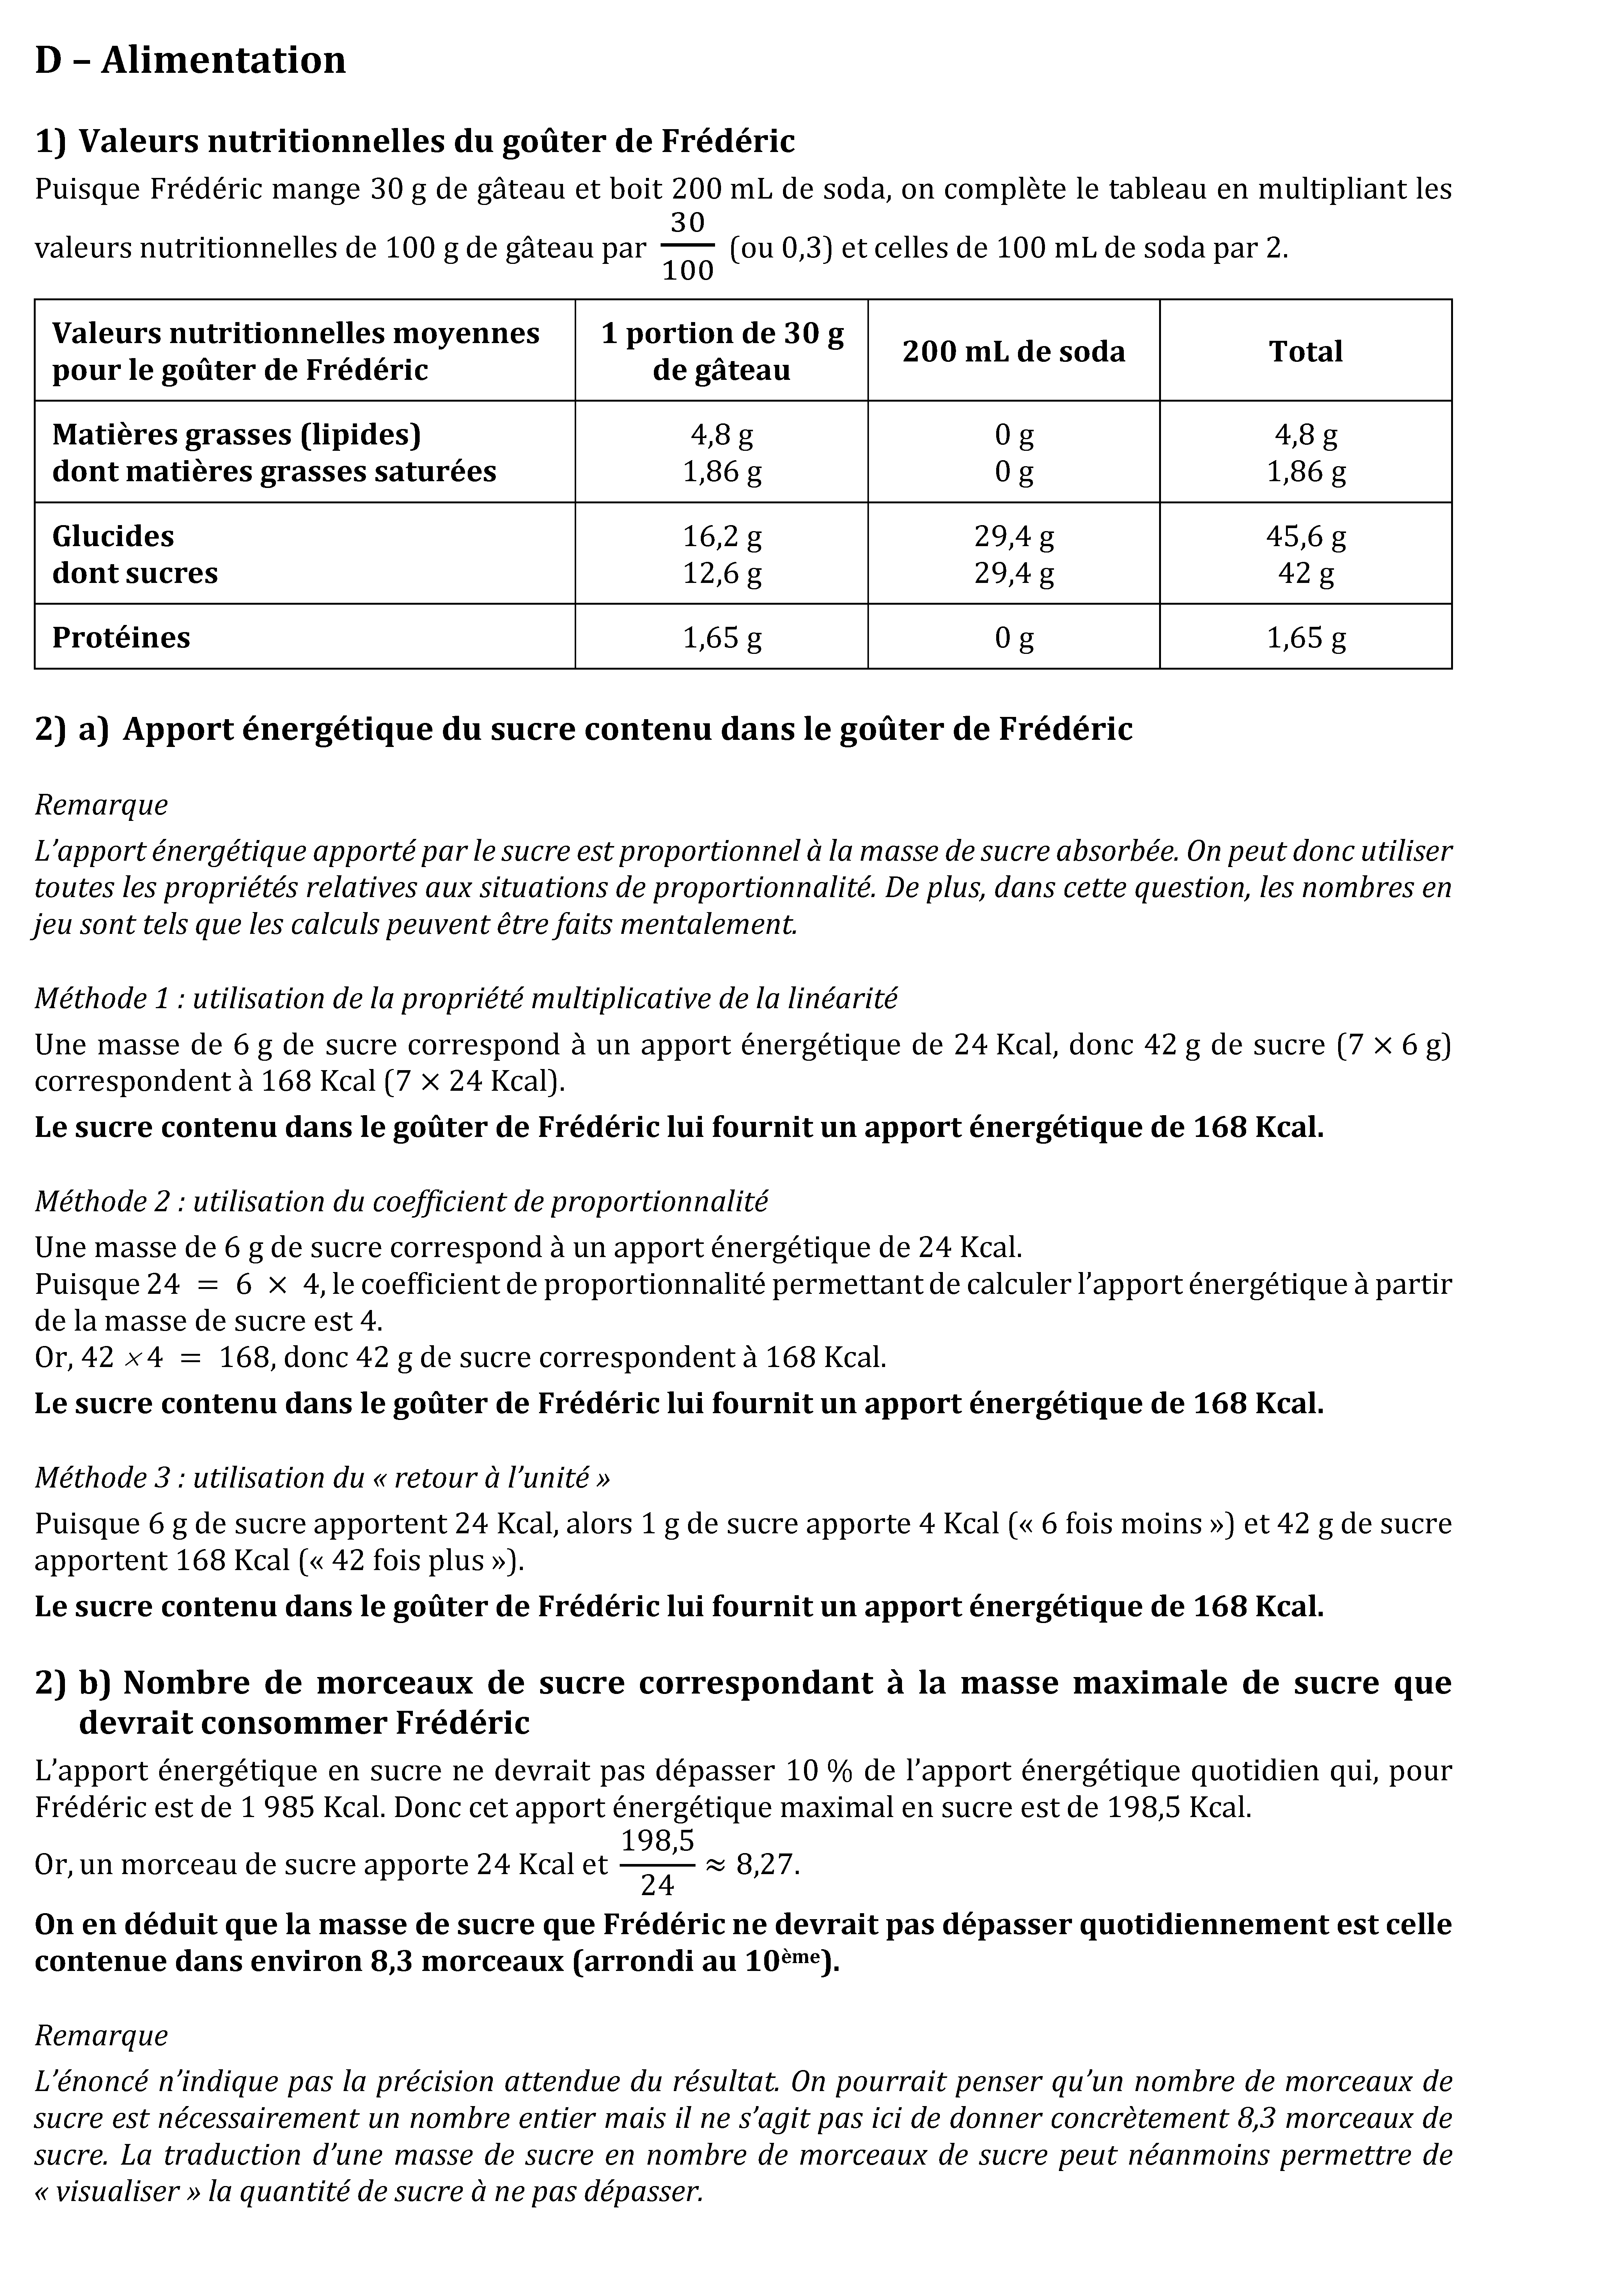 D – Alimentation
1) Valeurs nutritionnelles du goûter de Frédéric
Puisque Frédéric mange 30 g de gâteau et boit 200 mL de soda, on complète le tableau en multipliant les
valeurs nutritionnelles de 100 g de gâteau par 30/100 (ou 0,3) et celles de 100 mL de soda par 2.
Valeurs nutritionnelles moyennes
pour le goûter de Frédéric
1 portion de 30 g
de gâteau
200 mL de soda
Total
Matières grasses (lipides)
dont matières grasses saturées
4,8 g
1,86 g
0 g
0 g
4,8 g
1,86 g
Glucides
dont sucres
16,2 g
12,6 g
29,4 g
29,4 g
45,6 g
42 g
Protéines
1,65 g
0 g
1,65 g
2) a) Apport énergétique du sucre contenu dans le goûter de Frédéric
Remarque
L’apport énergétique apporté par le sucre est proportionnel à la masse de sucre absorbée. On peut donc utiliser
toutes les propriétés relatives aux situations de proportionnalité. De plus, dans cette question, les nombres en
jeu sont tels que les calculs peuvent être faits mentalement.
Méthode 1 : utilisation de la propriété multiplicative de la linéarité
Une masse de 6 g de sucre correspond à un apport énergétique de 24 Kcal, donc 42 g de sucre (7 × 6 g)
correspondent à 168 Kcal (7 × 24 Kcal).
Le sucre contenu dans le goûter de Frédéric lui fournit un apport énergétique de 168 Kcal.
Méthode 2 : utilisation du coefficient de proportionnalité
Une masse de 6 g de sucre correspond à un apport énergétique de 24 Kcal.
Puisque 24 = 6 × 4, le coefficient de proportionnalité permettant de calculer l’apport énergétique à partir
de la masse de sucre est 4.
Or, 42 × 4 = 168, donc 42 g de sucre correspondent à 168 Kcal.
Le sucre contenu dans le goûter de Frédéric lui fournit un apport énergétique de 168 Kcal.
Méthode 3 : utilisation du « retour à l’unité »
Puisque 6 g de sucre apportent 24 Kcal, alors 1 g de sucre apporte 4 Kcal (« 6 fois moins ») et 42 g de sucre
apportent 168 Kcal (« 42 fois plus »).
Le sucre contenu dans le goûter de Frédéric lui fournit un apport énergétique de 168 Kcal.
2) b) Nombre de morceaux de sucre correspondant à la masse maximale de sucre que
devrait consommer Frédéric
L’apport énergétique en sucre ne devrait pas dépasser 10 % de l’apport énergétique quotidien qui, pour
Frédéric est de 1 985 Kcal. Donc cet apport énergétique maximal en sucre est de 198,5 Kcal.
Or, un morceau de sucre apporte 24 Kcal et 198,5/24 ≈ 8,27.
On en déduit que la masse de sucre que Frédéric ne devrait pas dépasser quotidiennement est celle
contenue dans environ 8,3 morceaux (arrondi au 10ème).
Remarque
L’énoncé n’indique pas la précision attendue du résultat. On pourrait penser qu’un nombre de morceaux de
sucre est nécessairement un nombre entier mais il ne s’agit pas ici de donner concrètement 8,3 morceaux de
sucre. La traduction d’une masse de sucre en nombre de morceaux de sucre peut néanmoins permettre de
« visualiser » la quantité de sucre à ne pas dépasser.